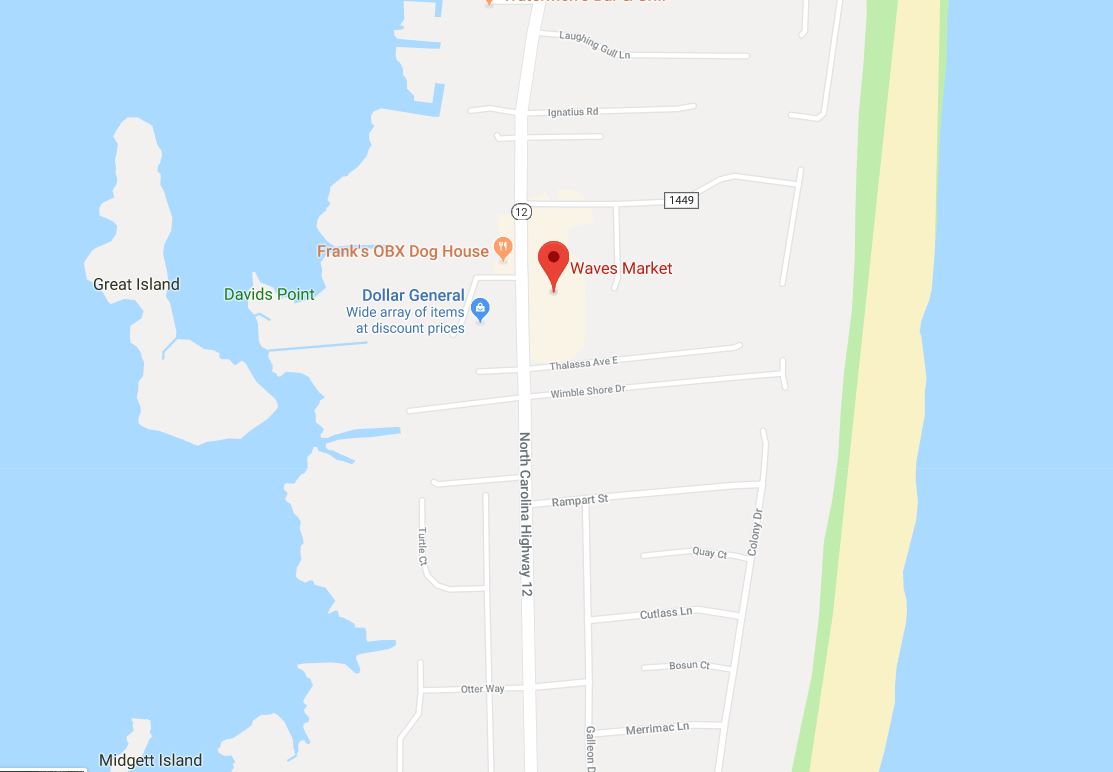 Laughing Gull Ln
Ignatius Rd
1449
12
Frank's OBX Dog House
Waves Market
Great Island
Davids Point
Dollar General
Wide array of items
at discount prices
Thalassa Ave E
Wimble Shore Dr
North Carolina Highway 12
Rampart St
Turtle Ct
Colony Dr
Quay Ct
Cutlass Ln
Bosun Ct
Otter Way
Merrimac Ln
Galleon D
Midgett Island